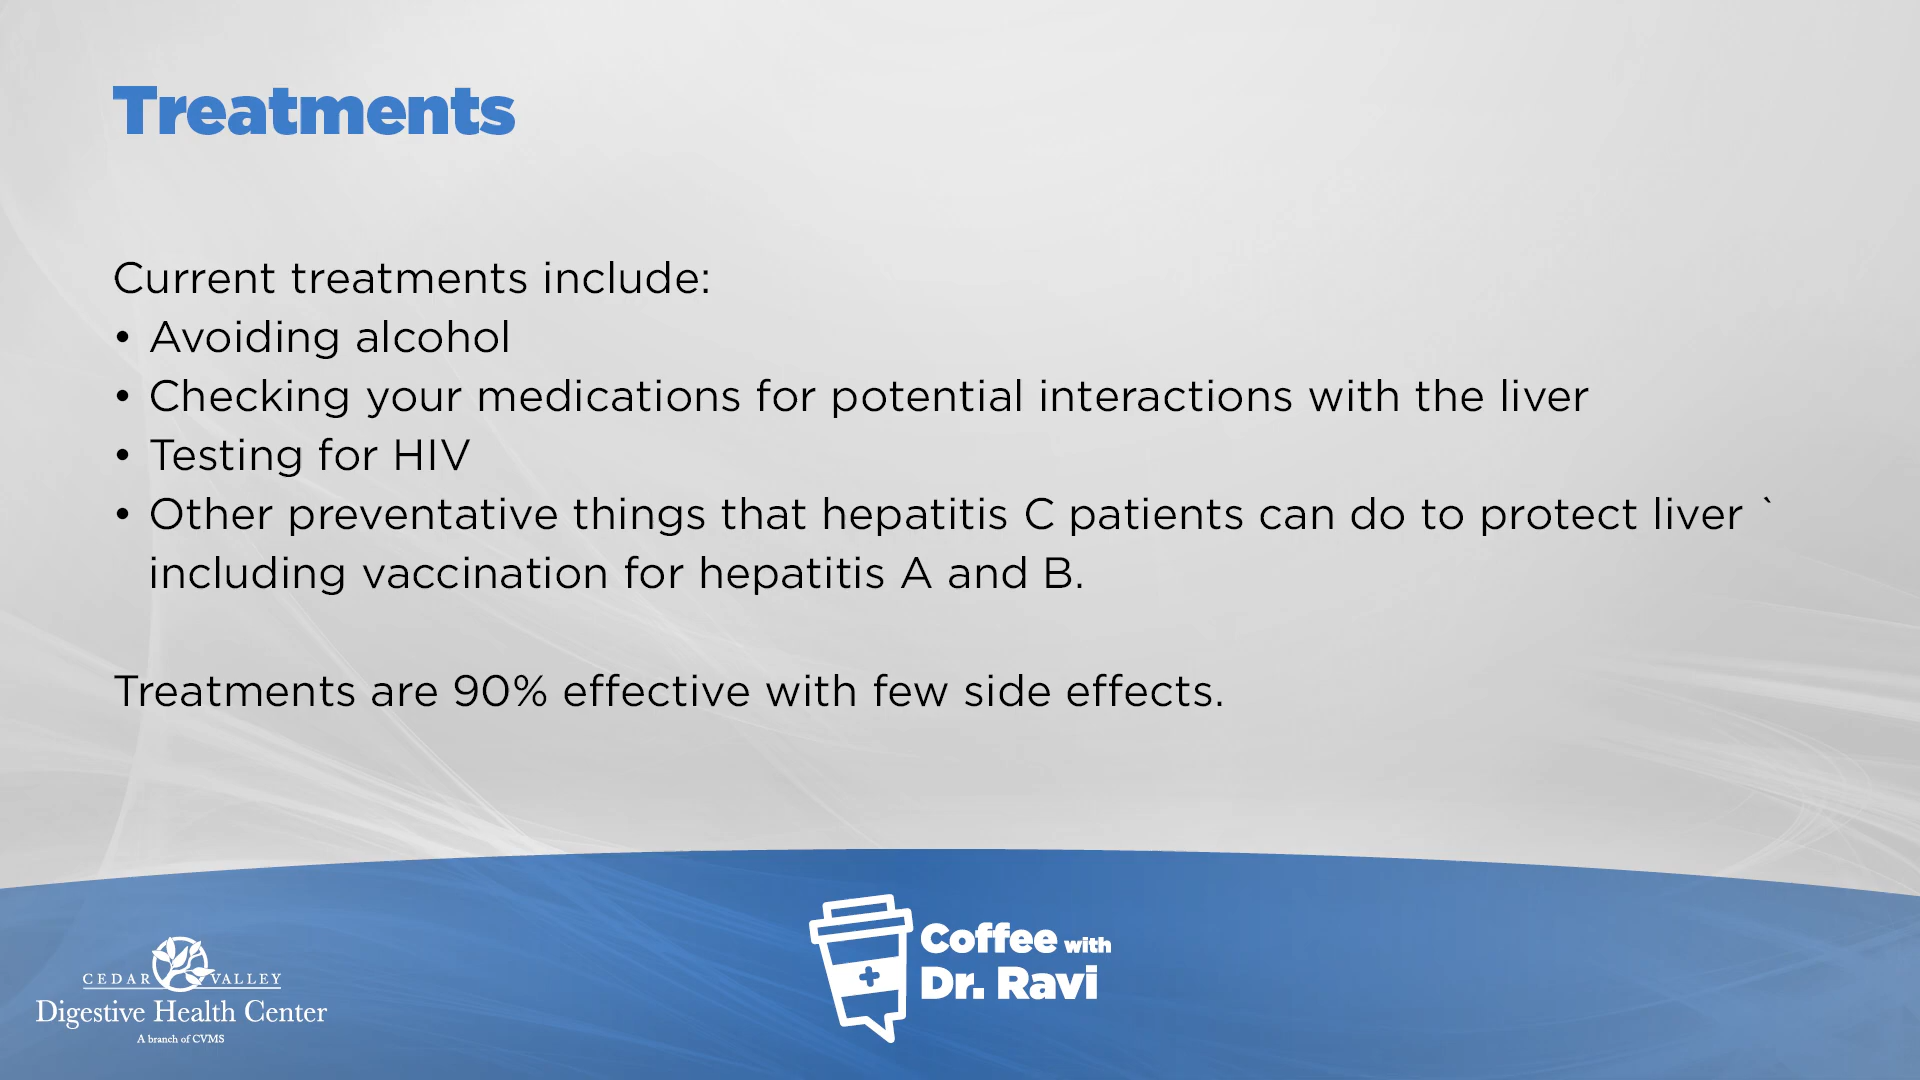 Treatments
Current treatments include:
• Avoiding alcohol
• Checking your medications for potential interactions with the liver
• Testing for HIV
• Other preventative things that hepatitis C patients can do to protect liver `
including vaccination for hepatitis A and B.
Treatments are 90% effective with few side effects.
CEDAR VALLEY
Digestive Health Center
A branch of CVMS
Coffee with
Dr. Ravi